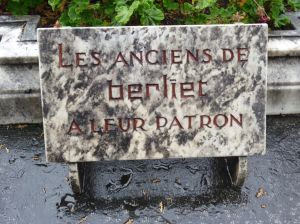 LES ANCIENS DE
berliet
A LEUR PATRON